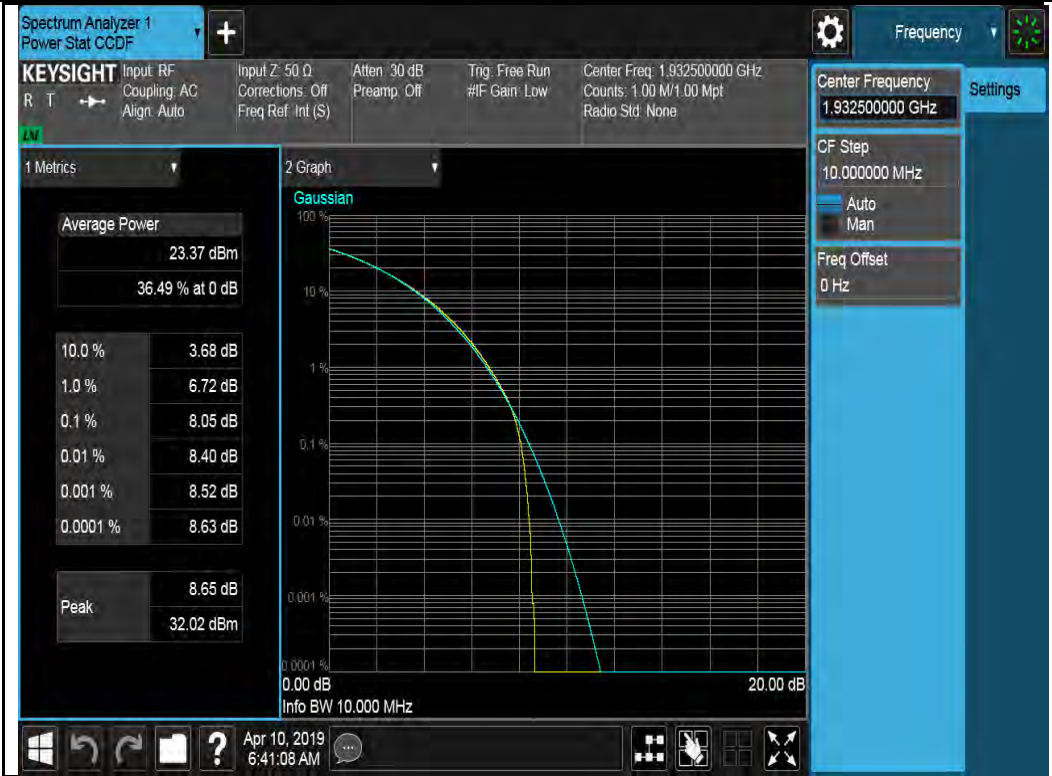 Spectrum Analyzer 1
Power Stat CCDF
+
Frequency
KEYSIGHT
R T
LNI
Input: RF
Coupling: AC
Align: Auto
Input Z: 50 Ω
Corrections: Off
Freq Ref: Int (S)
Atten: 30 dB
Preamp: Off
Trig: Free Run
#IF Gain: Low
Center Freq: 1.932500000 GHz
Counts: 1.00 M/1.00 Mpt
Radio Std: None
Center Frequency
1.932500000 GHz
Settings
CF Step
10.000000 MHz
Auto
Man
Freq Offset
0 Hz
1 Metrics
Average Power
23.37 dBm
36.49 % at 0 dB
10.0 % 3.68 dB
1.0 % 6.72 dB
0.1 % 8.05 dB
0.01 % 8.40 dB
0.001 % 8.52 dB
0.0001 % 8.63 dB
Peak
8.65 dB
32.02 dBm
2 Graph
Gaussian
100 %
10 %
1 %
0.1 %
0.01 %
0.001 %
0.0001 %
0.00 dB
20.00 dB
Info BW 10.000 MHz
?
Apr 10, 2019
6:41:08 AM